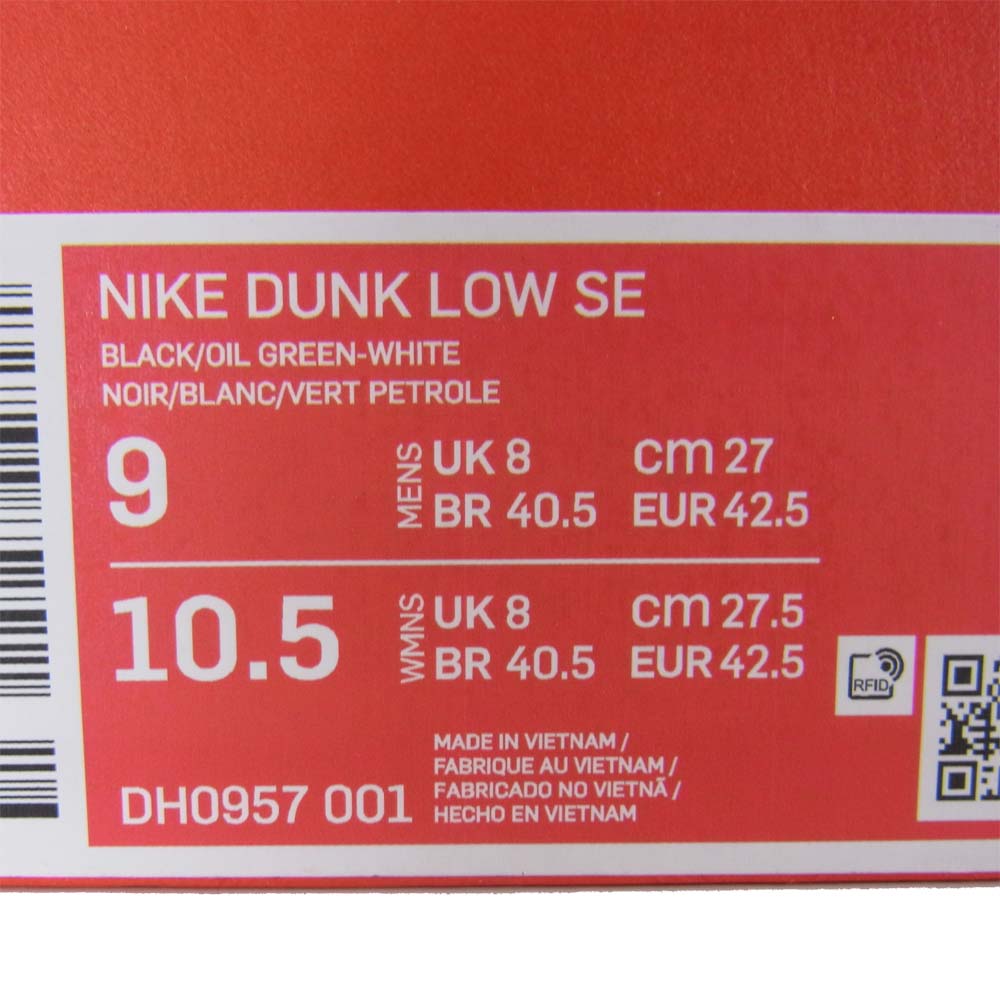 NIKE DUNK LOW SE
BLACK/OIL GREEN-WHITE
NOIR/BLANC/VERT PETROLE
9 MENS UK 8 cm 27
BR 40.5 EUR 42.5
10.5 WMNS UK 8 cm 27.5
BR 40.5 EUR 42.5
RFID
DH0957 001
MADE IN VIETNAM /
FABRIQUE AU VIETNAM /
FABRICADO NO VIETNÃ /
HECHO EN VIETNAM